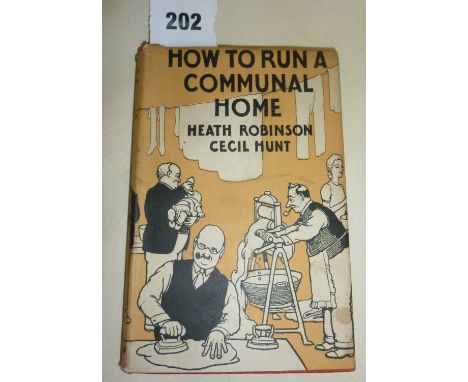 202
HOW TO RUN A
COMMUNAL
HOME
HEATH ROBINSON
CECIL HUNT